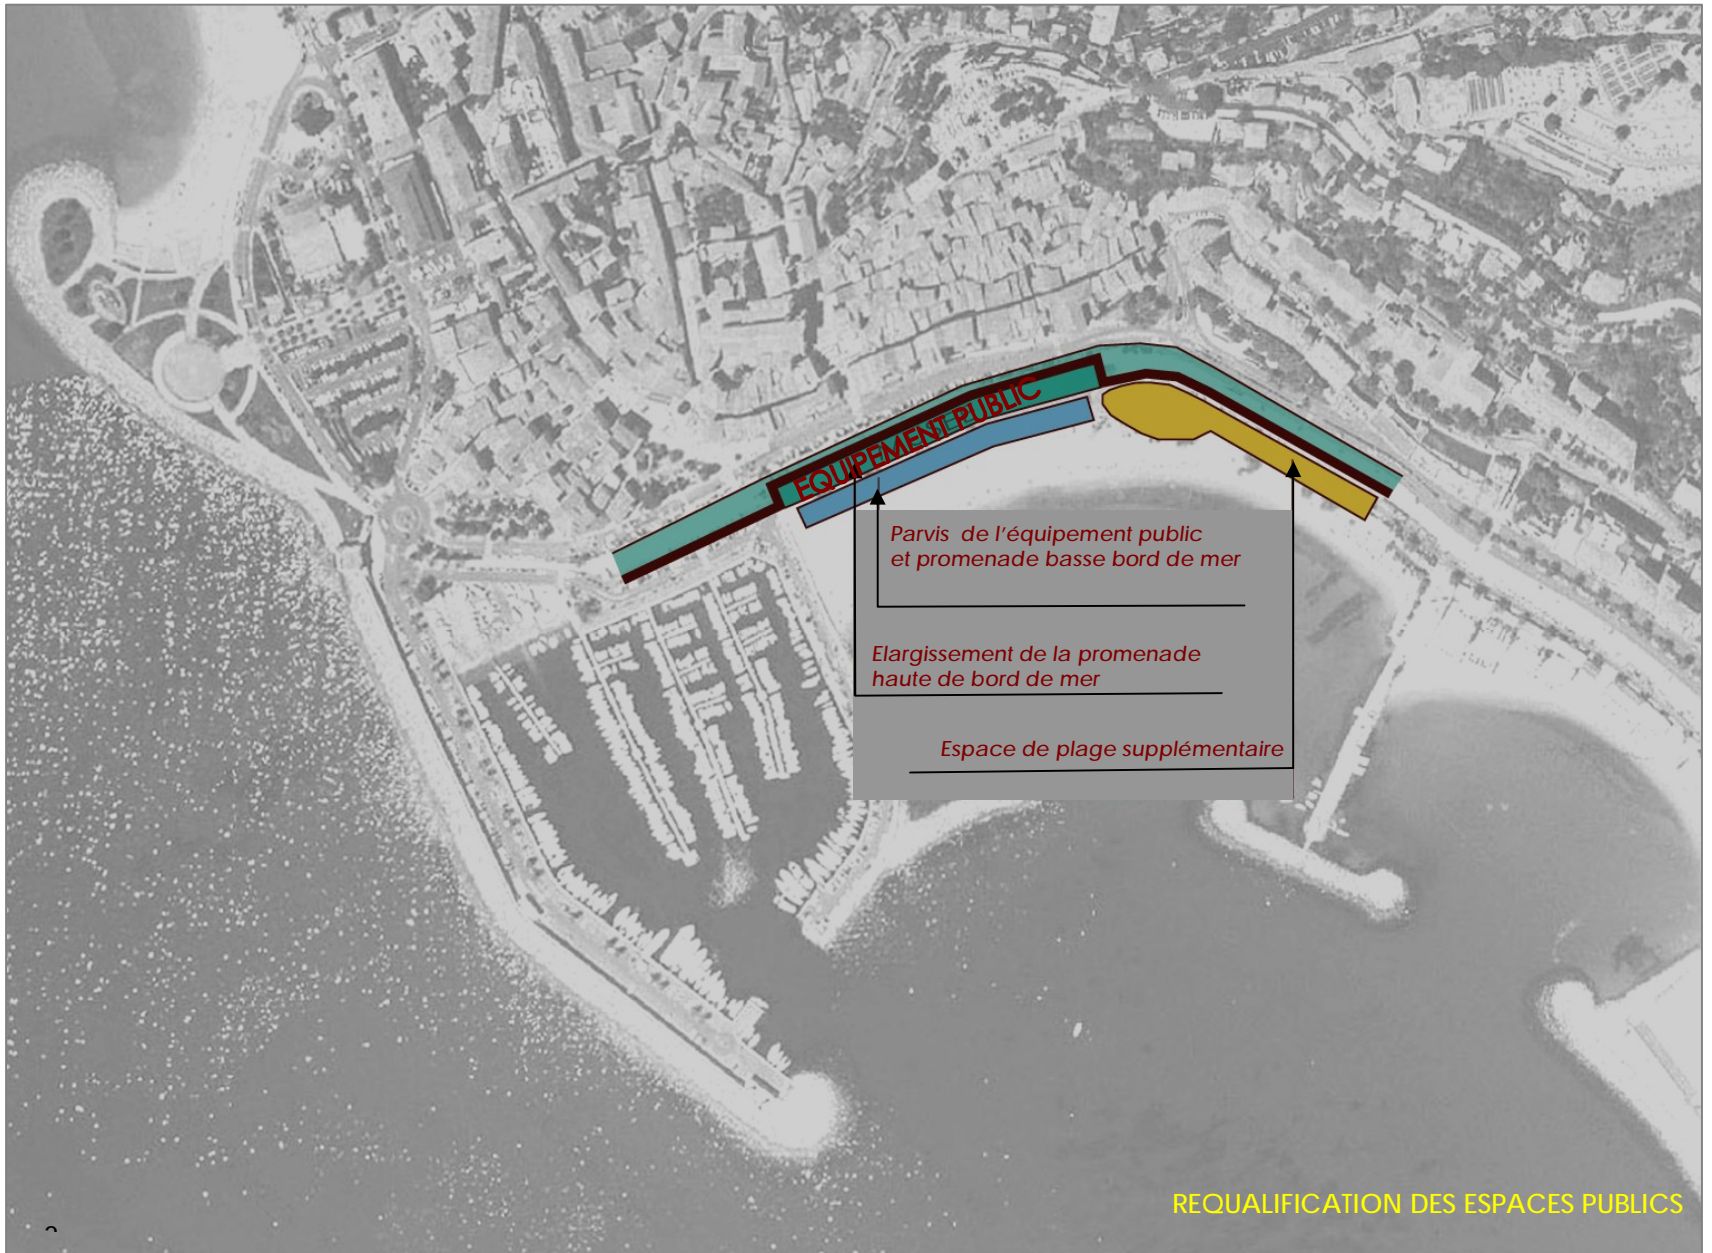 EQUIPEMENT PUBLIC
Parvis de l'équipement public
et promenade basse bord de mer
Elargissement de la promenade
haute de bord de mer
Espace de plage supplémentaire
REQUALIFICATION DES ESPACES PUBLICS